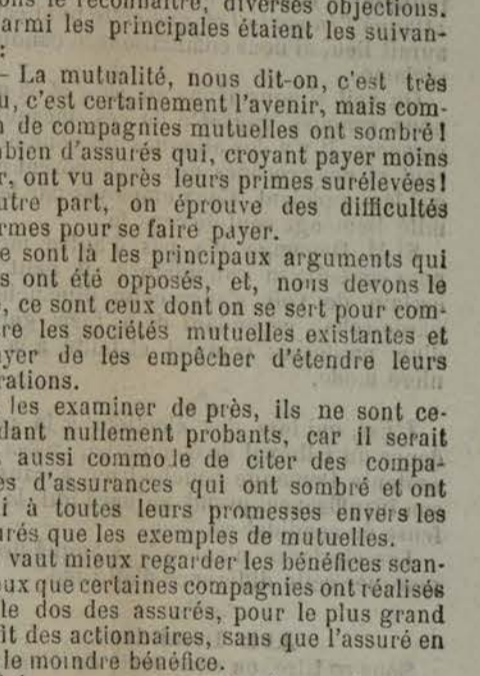 ons le reconnaître, diverses objections.
armi les principales étaient les suivan-
:
— La mutualité, nous dit-on, c'est très
u, c'est certainement l'avenir, mais com-
n de compagnies mutuelles ont sombré!
bien d'assurés qui, croyant payer moins
r, ont vu après leurs primes surélevées!
utre part, on éprouve des difficultés
rmes pour se faire payer.
e sont là les principaux arguments qui
s ont été opposés, et, nous devons le
, ce sont ceux dont on se sert pour com-
re les sociétés mutuelles existantes et
yer de les empêcher d'étendre leurs
rations.
les examiner de près, ils ne sont ce-
dant nullement probants, car il serait
aussi commode de citer des compa-
es d'assurances qui ont sombré et ont
i à toutes leurs promesses envers les
urés que les exemples de mutuelles.
vaut mieux regarder les bénéfices scan-
eux que certaines compagnies ont réalisés
le dos des assurés, pour le plus grand
it des actionnaires, sans que l'assuré en
le moindre bénéfice.